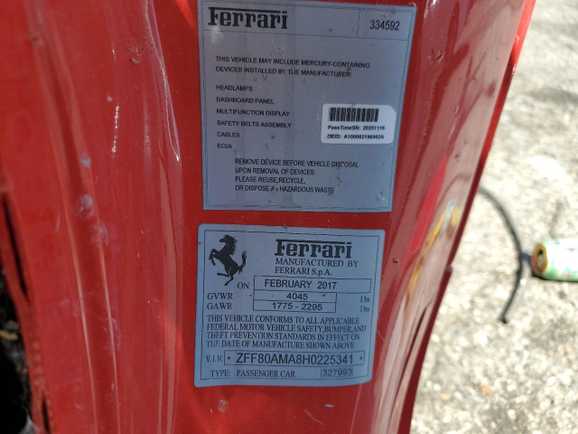 Ferrari 334592
THIS VEHICLE MAY INCLUDE MERCURY-CONTAINING
DEVICES INSTALLED BY THE MANUFACTURER:
HEADLAMPS
DASHBOARD PANEL
MULTIFUNCTION DISPLAY
SAFETY BELTS ASSEMBLY
CABLES
ECUs
REMOVE DEVICE BEFORE VEHICLE DISPOSAL
UPON REMOVAL OF DEVICES
PLEASE REUSE, RECYCLE,
OR DISPOSE AS HAZARDOUS WASTE
Ferrari
MANUFACTURED BY
FERRARI S.p.A.
ON FEBRUARY 2017
GVWR 4045 Lbs
GAWR 1775 - 2295 Lbs
THIS VEHICLE CONFORMS TO ALL APPLICABLE
FEDERAL MOTOR VEHICLE SAFETY, BUMPER, AND
THEFT PREVENTION STANDARDS IN EFFECT ON
THE DATE OF MANUFACTURE SHOWN ABOVE
V.I.N. ZFF80AMA8H0225341
TYPE: PASSENGER CAR 327992